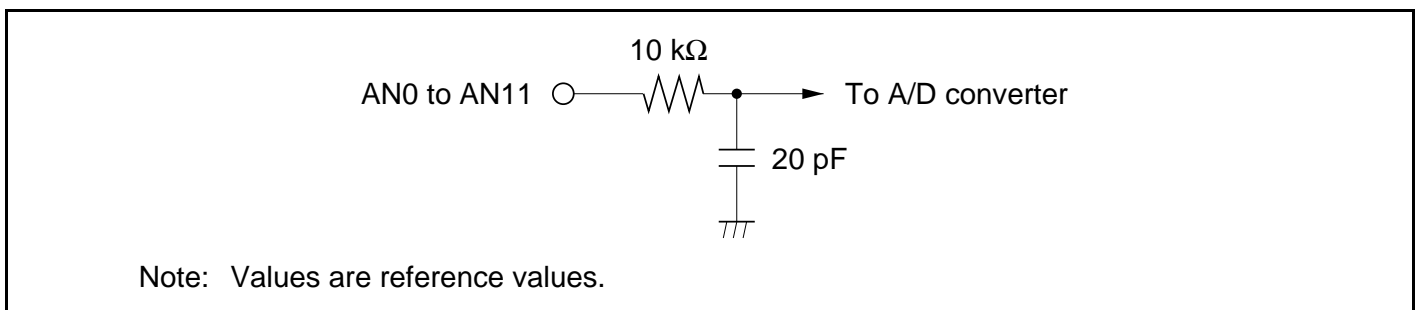 10 kΩ
AN0 to AN11 To A/D converter
20 pF
Note: Values are reference values.